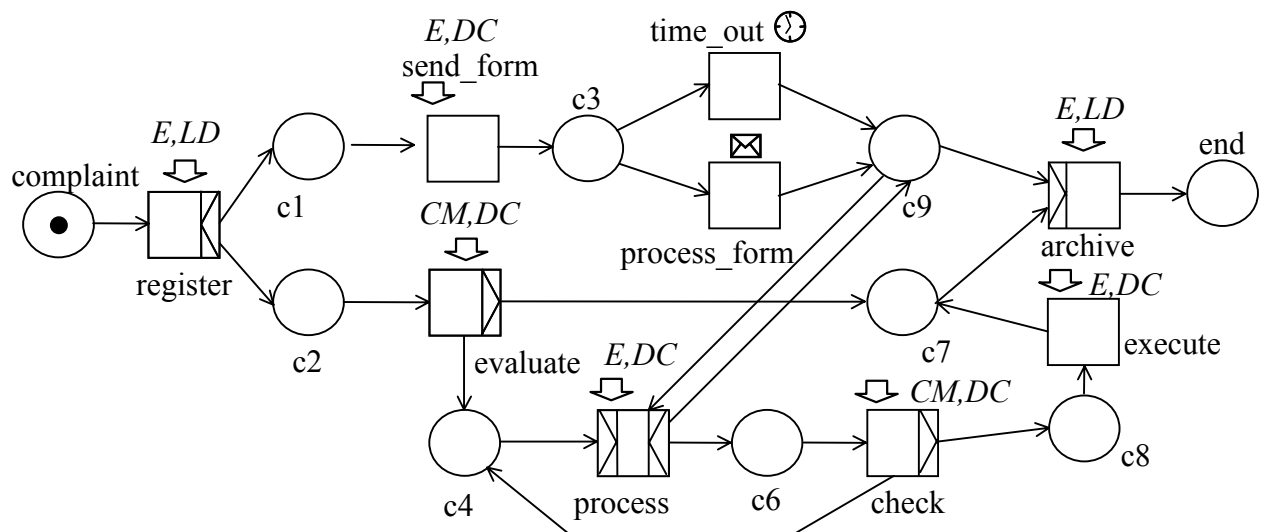 E,DC
time_out
send_form
c3
E,LD
E,LD
end
complaint
c1
c9
CM,DC
archive
process_form
register
E,DC
c2
evaluate
E,DC
c7
execute
CM,DC
c4
process
c6
check
c8